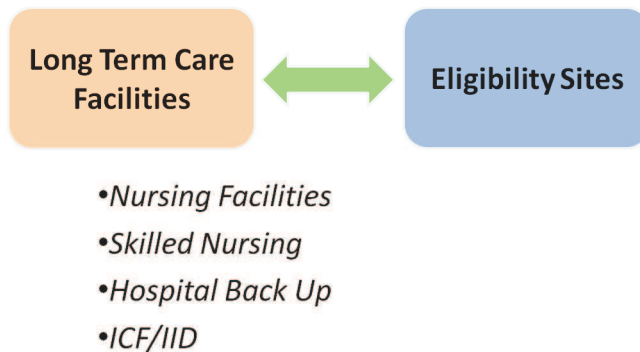 Long Term Care
Facilities
Eligibility Sites
•Nursing Facilities
•Skilled Nursing
•Hospital Back Up
•ICF/IID